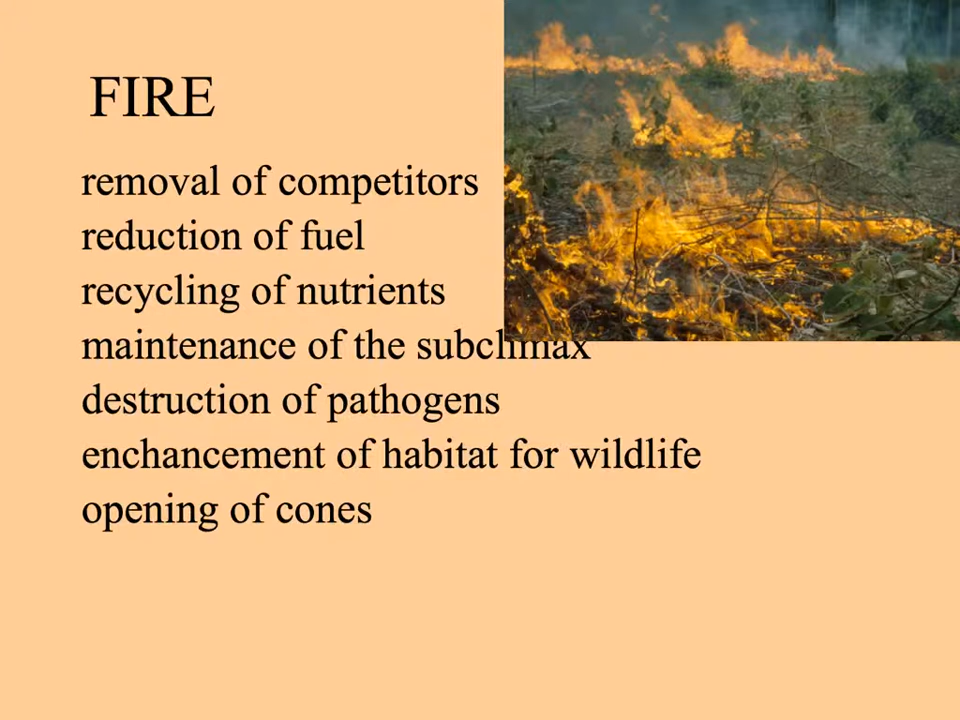 FIRE
removal of competitors
reduction of fuel
recycling of nutrients
maintenance of the subclimax
destruction of pathogens
enchancement of habitat for wildlife
opening of cones